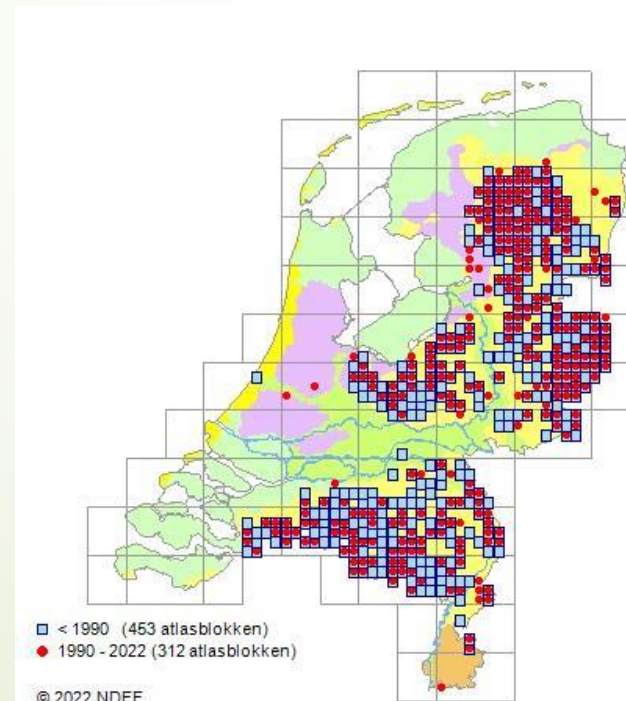 < 1990 (453 atlasblokken)
1990 - 2022 (312 atlasblokken)
© 2022 NDFF